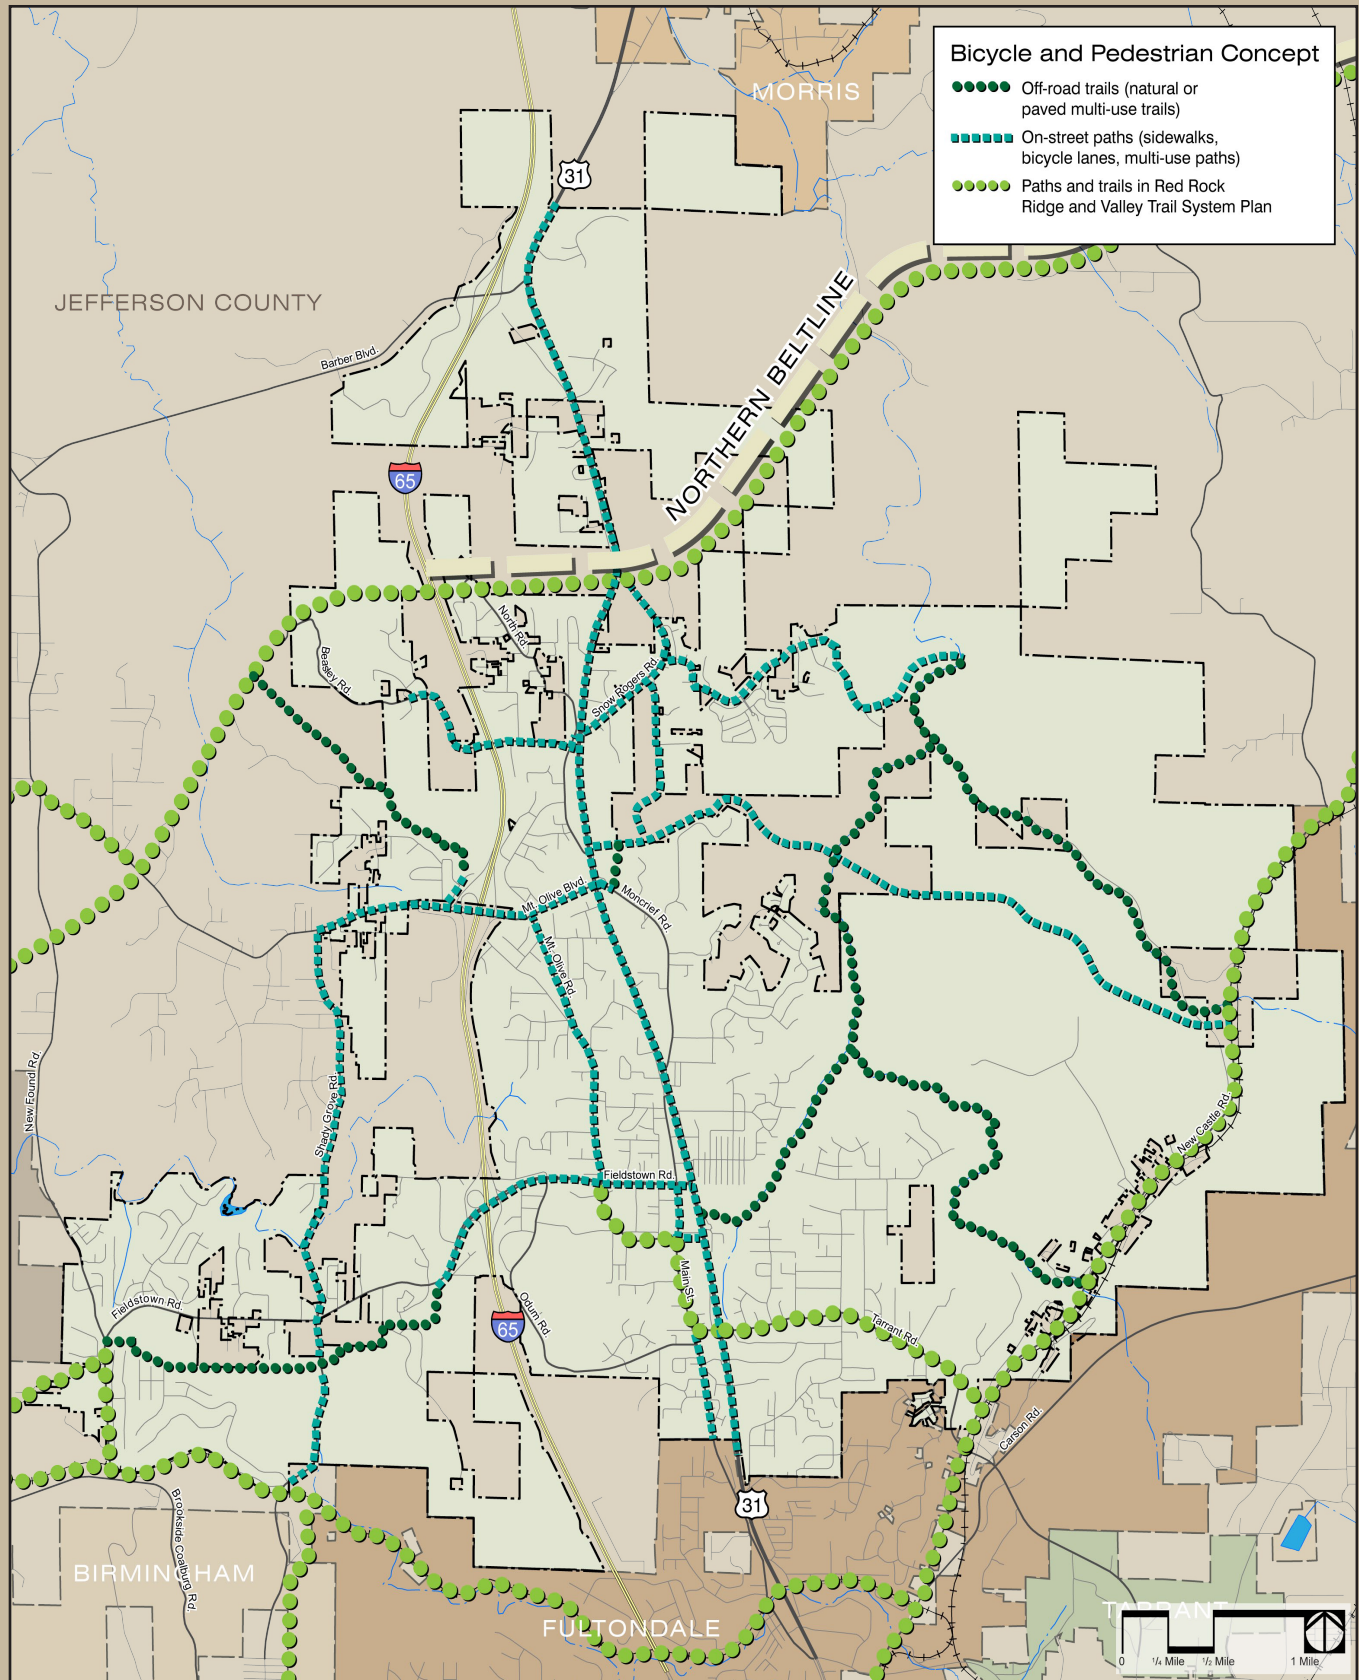 Bicycle and Pedestrian Concept
Off-road trails (natural or
paved multi-use trails)
On-street paths (sidewalks,
bicycle lanes, multi-use paths)
Paths and trails in Red Rock
Ridge and Valley Trail System Plan
MORRIS
31
JEFFERSON COUNTY
NORTHERN BELTLINE
Barber Blvd.
65
North Rd.
Beasley Rd.
Snow Rogers Rd.
Mt. Olive Blvd.
Moncrief Rd.
Mt. Olive Rd.
New Found Rd.
Shady Grove Rd.
New Castle Rd.
Fieldstown Rd.
Main St.
Fieldstown Rd.
Odum Rd.
65
Tarrant Rd.
Carson Rd.
31
Brookside Coalburg Rd.
BIRMINGHAM
FULTONDALE
TARRANT
0 1/4 Mile 1/2 Mile 1 Mile